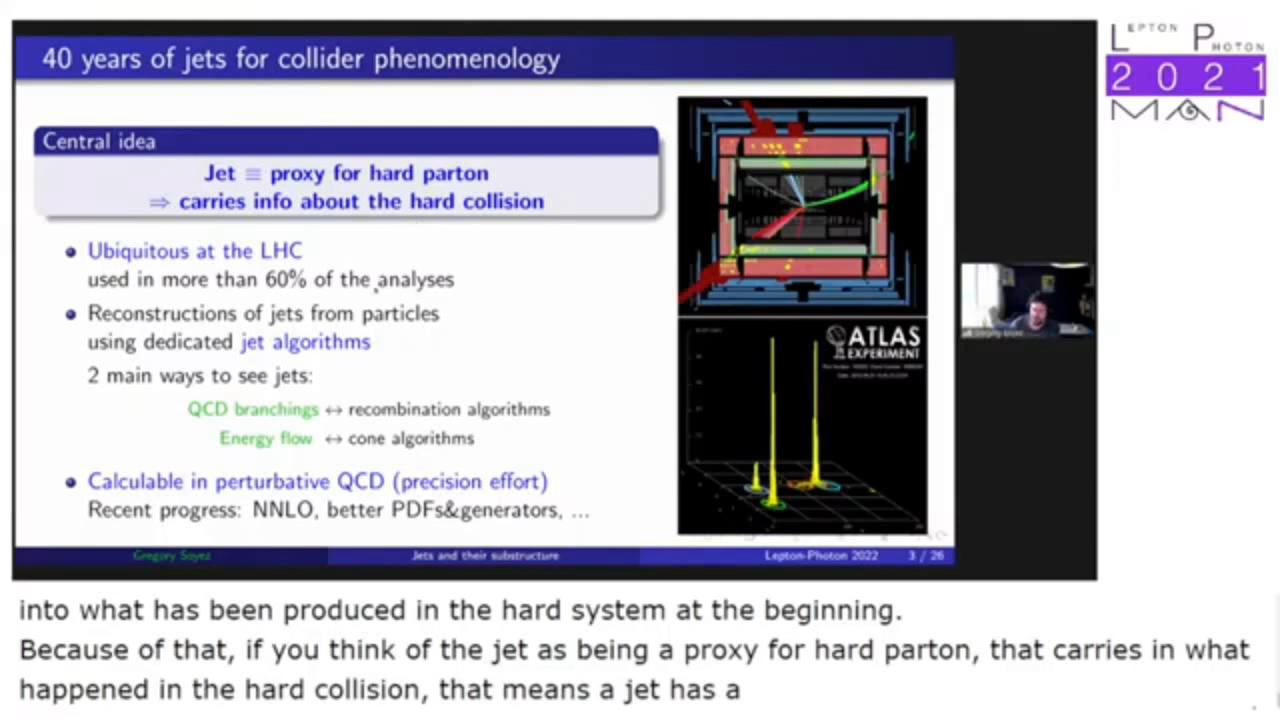 40 years of jets for collider phenomenology
LEPTON PHOTON
2021
MAN
Central idea
Jet ≡ proxy for hard parton
⇒ carries info about the hard collision
Ubiquitous at the LHC
used in more than 60% of the analyses
Reconstructions of jets from particles
using dedicated jet algorithms
2 main ways to see jets:
QCD branchings ↔ recombination algorithms
Energy flow ↔ cone algorithms
Calculable in perturbative QCD (precision effort)
Recent progress: NNLO, better PDFs&generators, ...
ATLAS
EXPERIMENT
Gregory Soyez
Jets and their substructure
Lepton-Photon 2022 3 / 26
into what has been produced in the hard system at the beginning.
Because of that, if you think of the jet as being a proxy for hard parton, that carries in what
happened in the hard collision, that means a jet has a